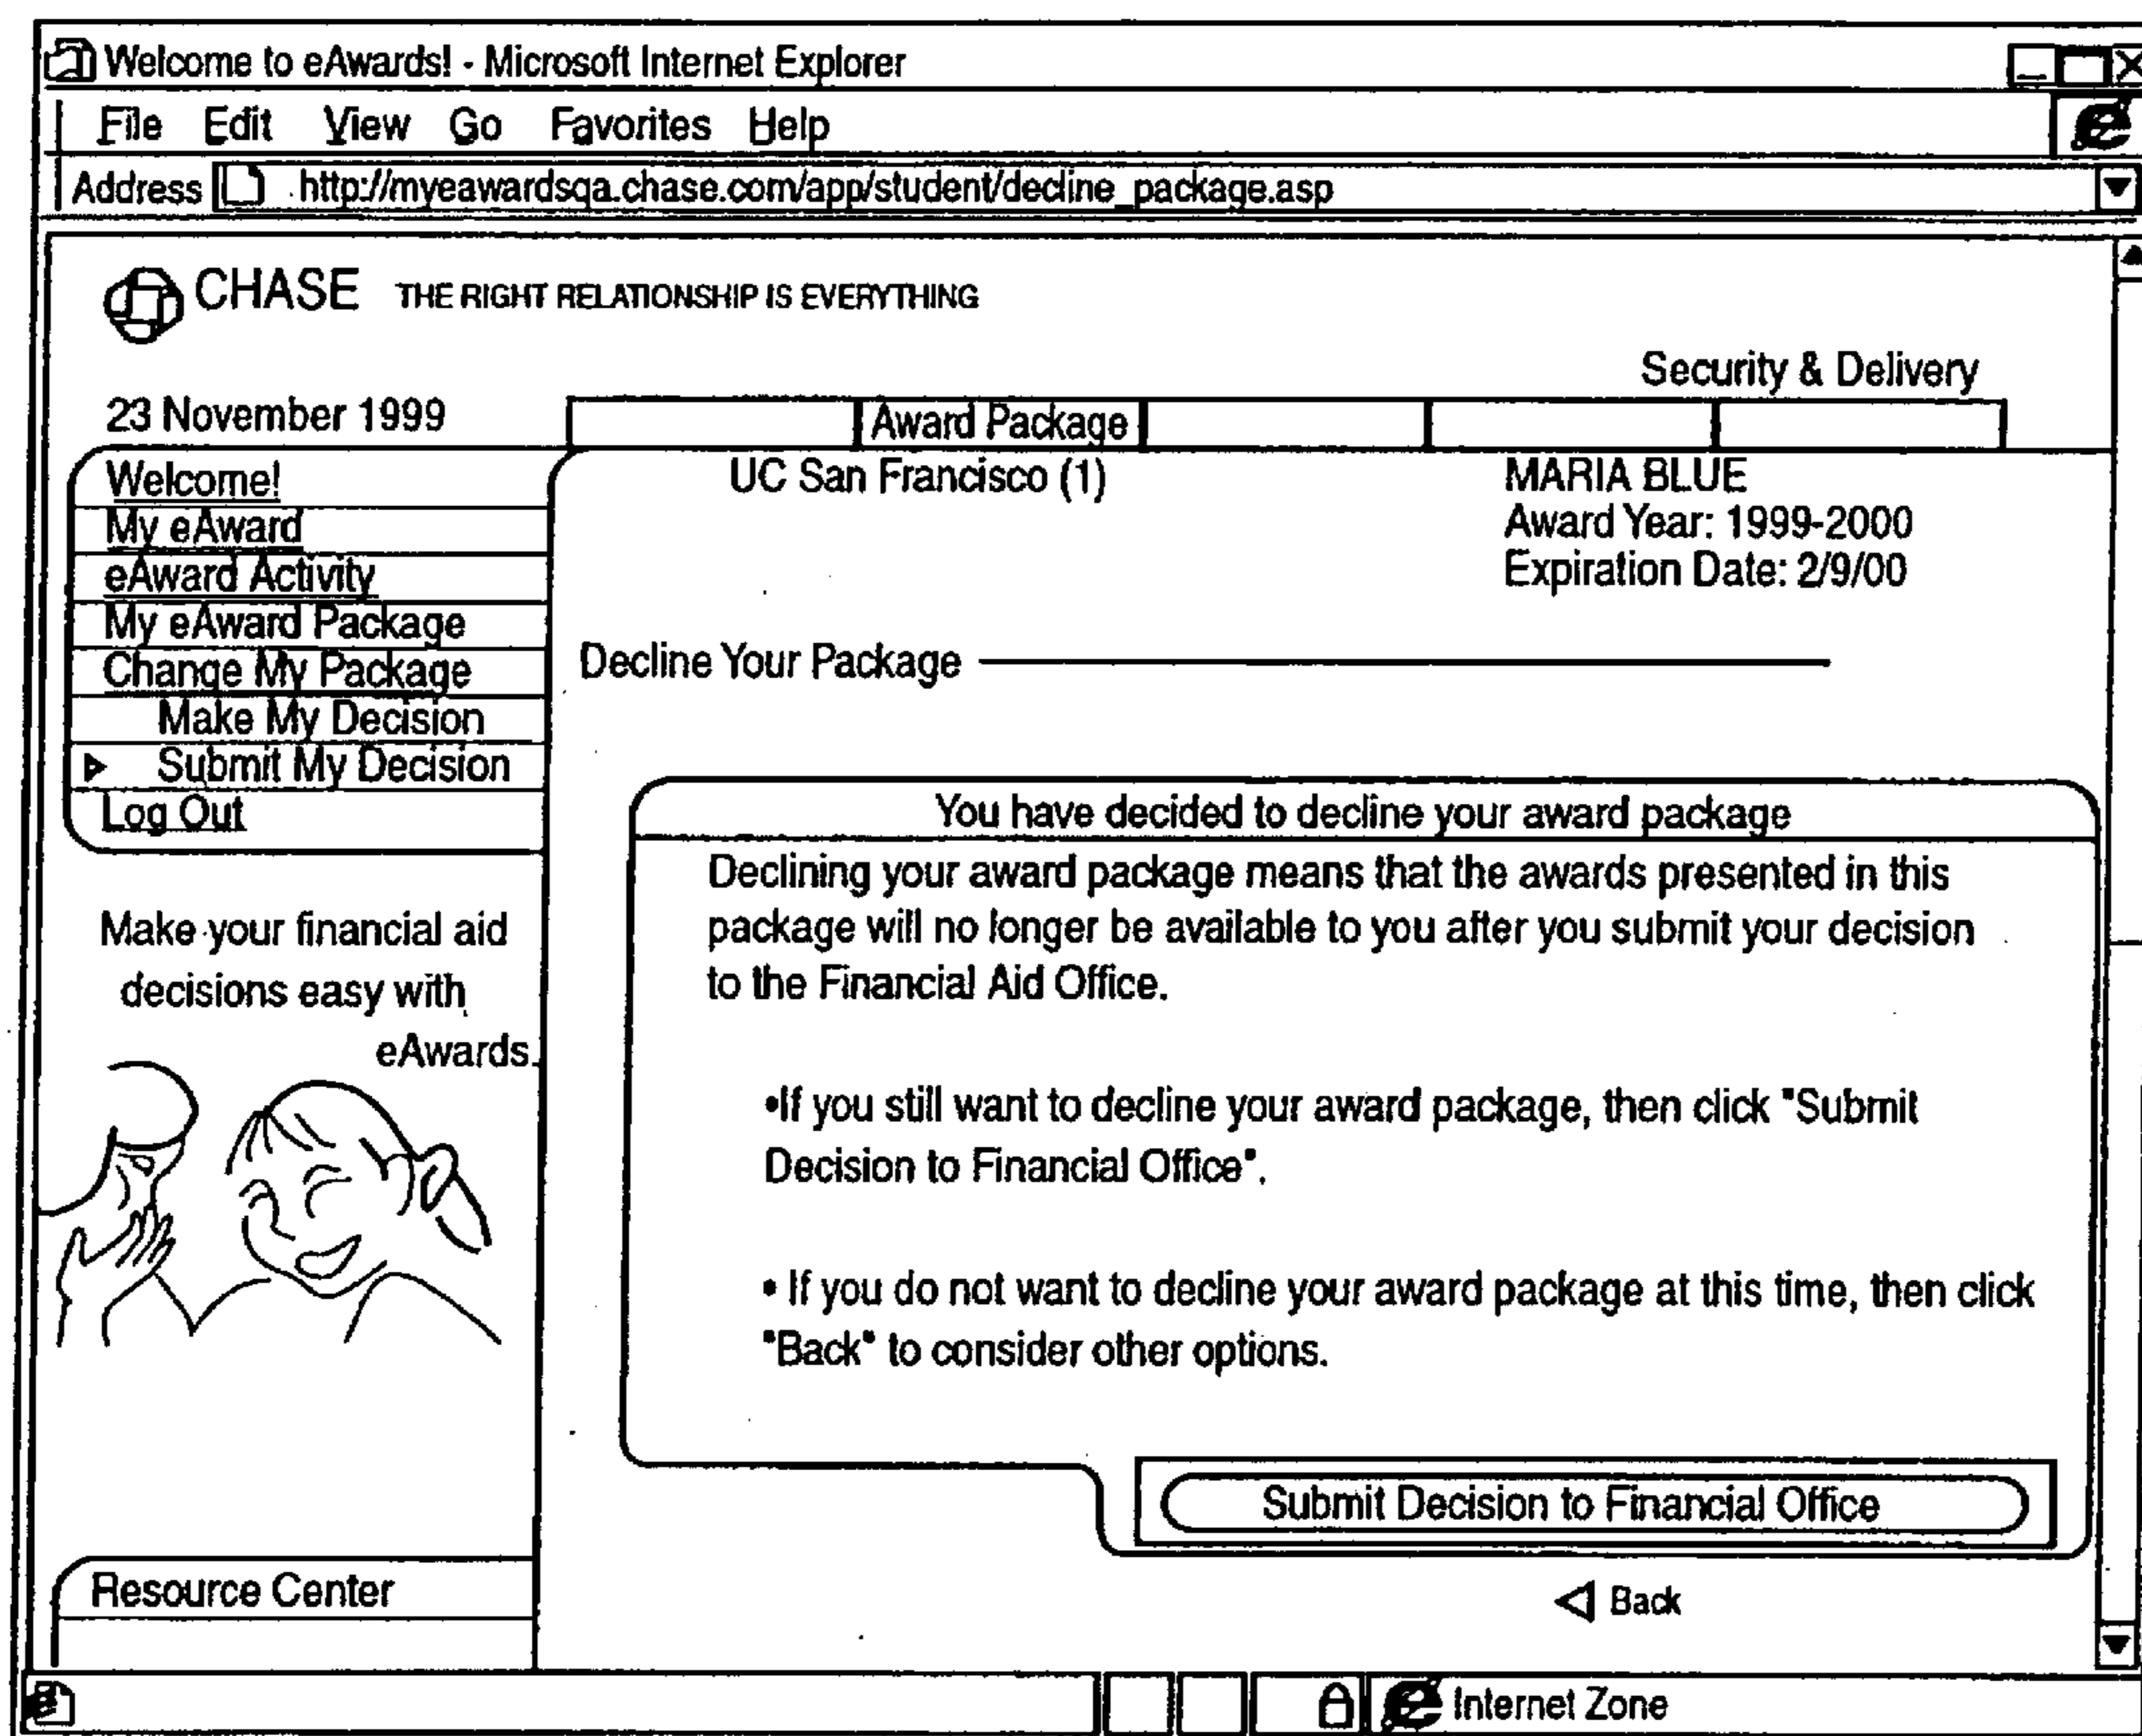 Welcome to eAwards! - Microsoft Internet Explorer
File Edit View Go Favorites Help
Address http://myeawardsqa.chase.com/app/student/decline_package.asp
CHASE THE RIGHT RELATIONSHIP IS EVERYTHING
Security & Delivery
23 November 1999
Award Package
Welcome!
My eAward
eAward Activity
My eAward Package
Change My Package
Make My Decision
Submit My Decision
Log Out
Make your financial aid
decisions easy with
eAwards.
Resource Center
UC San Francisco (1)
MARIA BLUE
Award Year: 1999-2000
Expiration Date: 2/9/00
Decline Your Package
You have decided to decline your award package
Declining your award package means that the awards presented in this
package will no longer be available to you after you submit your decision
to the Financial Aid Office.
•If you still want to decline your award package, then click "Submit
Decision to Financial Office".
• If you do not want to decline your award package at this time, then click
"Back" to consider other options.
Submit Decision to Financial Office
Back
Internet Zone